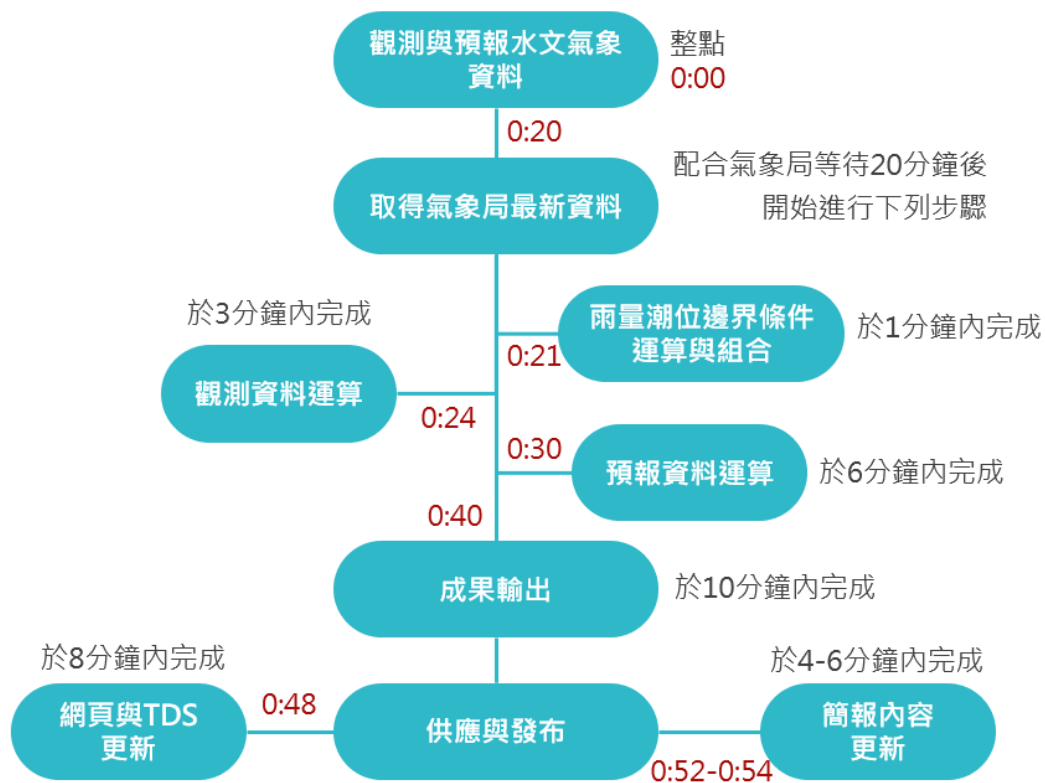 觀測與預報水文氣象
資料
整點
0:00
0:20
取得氣象局最新資料
配合氣象局等待20分鐘後
開始進行下列步驟
雨量潮位邊界條件
運算與組合
於1分鐘內完成
0:21
於3分鐘內完成
觀測資料運算
0:24
0:30
預報資料運算
於6分鐘內完成
0:40
成果輸出
於10分鐘內完成
於8分鐘內完成
網頁與TDS
更新
0:48
供應與發布
於4-6分鐘內完成
簡報內容
更新
0:52-0:54